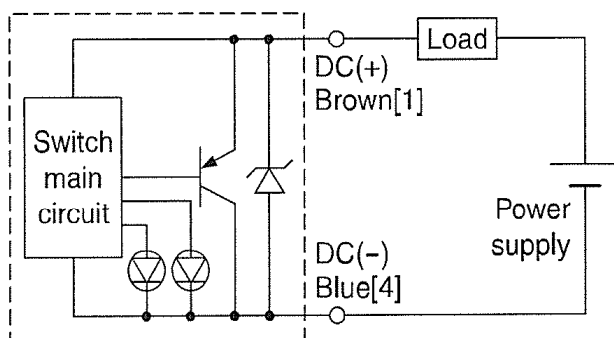 Load
DC(+)
Brown[1]
Switch
main
circuit
Power
supply
DC(−)
Blue[4]